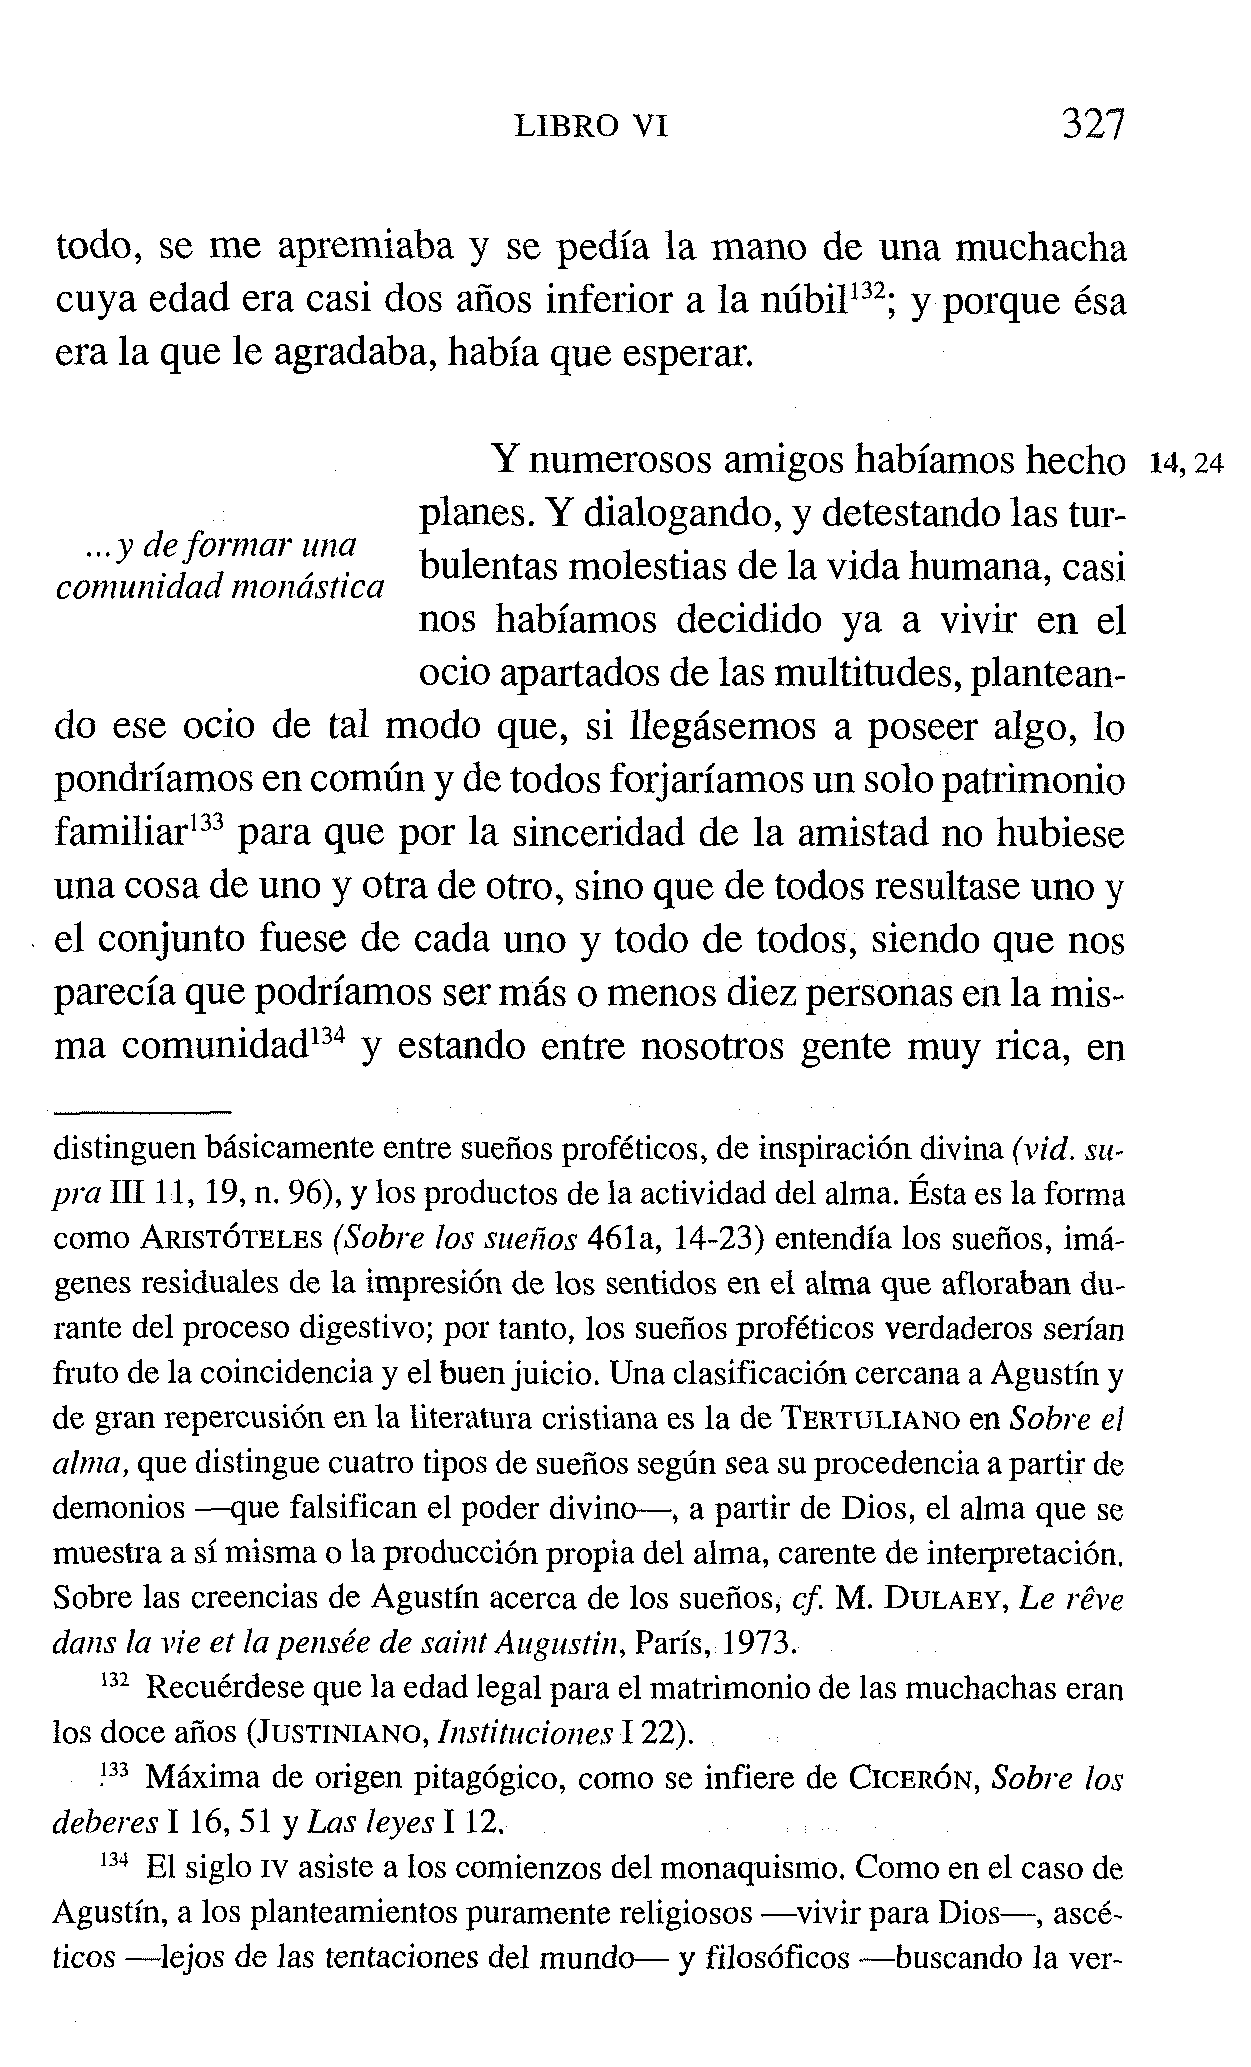 LIBRO VI 327
todo, se me apremiaba y se pedía la mano de una muchacha
cuya edad era casi dos años inferior a la núbil¹³²; y porque ésa
era la que le agradaba, había que esperar.
Y numerosos amigos habíamos hecho 14, 24
planes. Y dialogando, y detestando las tur-
...y de formar una
comunidad monástica
bulentas molestias de la vida humana, casi
nos habíamos decidido ya a vivir en el
ocio apartados de las multitudes, plantean-
do ese ocio de tal modo que, si llegásemos a poseer algo, lo
pondríamos en común y de todos forjaríamos un solo patrimonio
familiar¹³³ para que por la sinceridad de la amistad no hubiese
una cosa de uno y otra de otro, sino que de todos resultase uno y
el conjunto fuese de cada uno y todo de todos, siendo que nos
parecía que podríamos ser más o menos diez personas en la mis-
ma comunidad¹³⁴ y estando entre nosotros gente muy rica, en
distinguen básicamente entre sueños proféticos, de inspiración divina (vid. su-
pra III 11, 19, n. 96), y los productos de la actividad del alma. Ésta es la forma
como ARISTÓTELES (Sobre los sueños 461a, 14-23) entendía los sueños, imá-
genes residuales de la impresión de los sentidos en el alma que afloraban du-
rante del proceso digestivo; por tanto, los sueños proféticos verdaderos serían
fruto de la coincidencia y el buen juicio. Una clasificación cercana a Agustín y
de gran repercusión en la literatura cristiana es la de TERTULIANO en Sobre el
alma, que distingue cuatro tipos de sueños según sea su procedencia a partir de
demonios —que falsifican el poder divino—, a partir de Dios, el alma que se
muestra a sí misma o la producción propia del alma, carente de interpretación.
Sobre las creencias de Agustín acerca de los sueños, cf. M. DULAEY, Le rêve
dans la vie et la pensée de saint Augustin, París, 1973.
¹³² Recuérdese que la edad legal para el matrimonio de las muchachas eran
los doce años (JUSTINIANO, Instituciones I 22).
¹³³ Máxima de origen pitagógico, como se infiere de CICERÓN, Sobre los
deberes I 16, 51 y Las leyes I 12.
¹³⁴ El siglo IV asiste a los comienzos del monaquismo. Como en el caso de
Agustín, a los planteamientos puramente religiosos —vivir para Dios—, ascé-
ticos —lejos de las tentaciones del mundo— y filosóficos —buscando la ver-